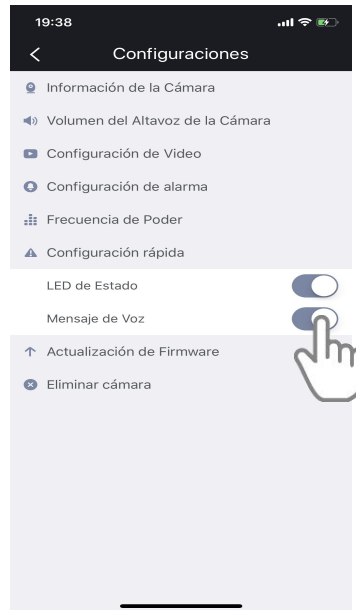 19:38
Configuraciones
Información de la Cámara
Volumen del Altavoz de la Cámara
Configuración de Video
Configuración de alarma
Frecuencia de Poder
Configuración rápida
LED de Estado
Mensaje de Voz
Actualización de Firmware
Eliminar cámara